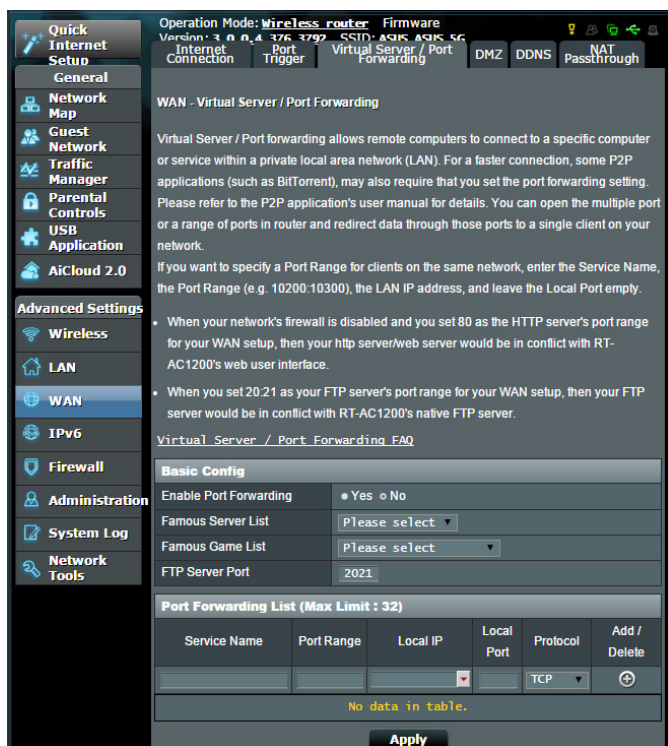 Quick
Internet
Setup
Operation Mode: Wireless router Firmware
Version: 3.0.0.4.376_3792 SSID: ASUS ASUS_5G
Internet
Connection
Port
Trigger
Virtual Server / Port
Forwarding
DMZ
DDNS
NAT
Passthrough
General
Network
Map
Guest
Network
Traffic
Manager
Parental
Controls
USB
Application
AiCloud 2.0
Advanced Settings
Wireless
LAN
WAN
IPv6
Firewall
Administration
System Log
Network
Tools
WAN - Virtual Server / Port Forwarding
Virtual Server / Port forwarding allows remote computers to connect to a specific computer
or service within a private local area network (LAN). For a faster connection, some P2P
applications (such as BitTorrent), may also require that you set the port forwarding setting.
Please refer to the P2P application's user manual for details. You can open the multiple port
or a range of ports in router and redirect data through those ports to a single client on your
network.
If you want to specify a Port Range for clients on the same network, enter the Service Name,
the Port Range (e.g. 10200:10300), the LAN IP address, and leave the Local Port empty.
• When your network's firewall is disabled and you set 80 as the HTTP server's port range
for your WAN setup, then your http server/web server would be in conflict with RT-
AC1200's web user interface.
• When you set 20:21 as your FTP server's port range for your WAN setup, then your FTP
server would be in conflict with RT-AC1200's native FTP server.
Virtual Server / Port Forwarding FAQ
Basic Config
Enable Port Forwarding Yes No
Famous Server List Please select
Famous Game List Please select
FTP Server Port 2021
Port Forwarding List (Max Limit : 32)
Service Name Port Range Local IP Local Port Protocol Add / Delete
TCP
No data in table.
Apply